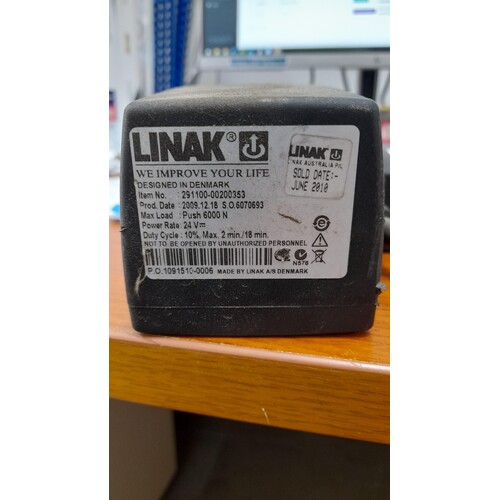 LINAK®
WE IMPROVE YOUR LIFE
DESIGNED IN DENMARK
Item No. : 291100-00200353
Prod. Date : 2009.12.18 S.O.6070693
Max Load : Push 6000 N
Power Rate: 24 V
Duty Cycle : 10%, Max. 2 min./18 min.
NOT TO BE OPENED BY UNAUTHORIZED PERSONNEL
N576
P.O.1091510-0006 MADE BY LINAK A/S DENMARK
LINAK
NAK AUSTRALIA P/L
SOLD DATE:-
JUNE 2010